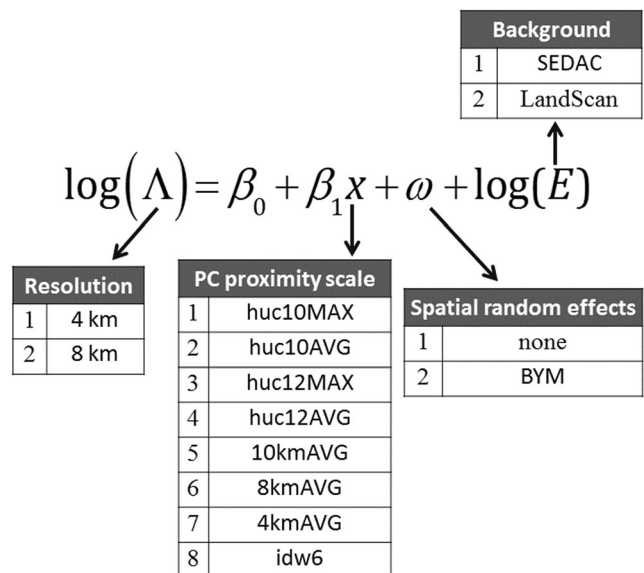 Background
1 SEDAC
2 LandScan
log(Λ) = β₀ + β₁x + ω + log(E)
Resolution
1 4 km
2 8 km
PC proximity scale
1 huc10MAX
2 huc10AVG
3 huc12MAX
4 huc12AVG
5 10kmAVG
6 8kmAVG
7 4kmAVG
8 idw6
Spatial random effects
1 none
2 BYM